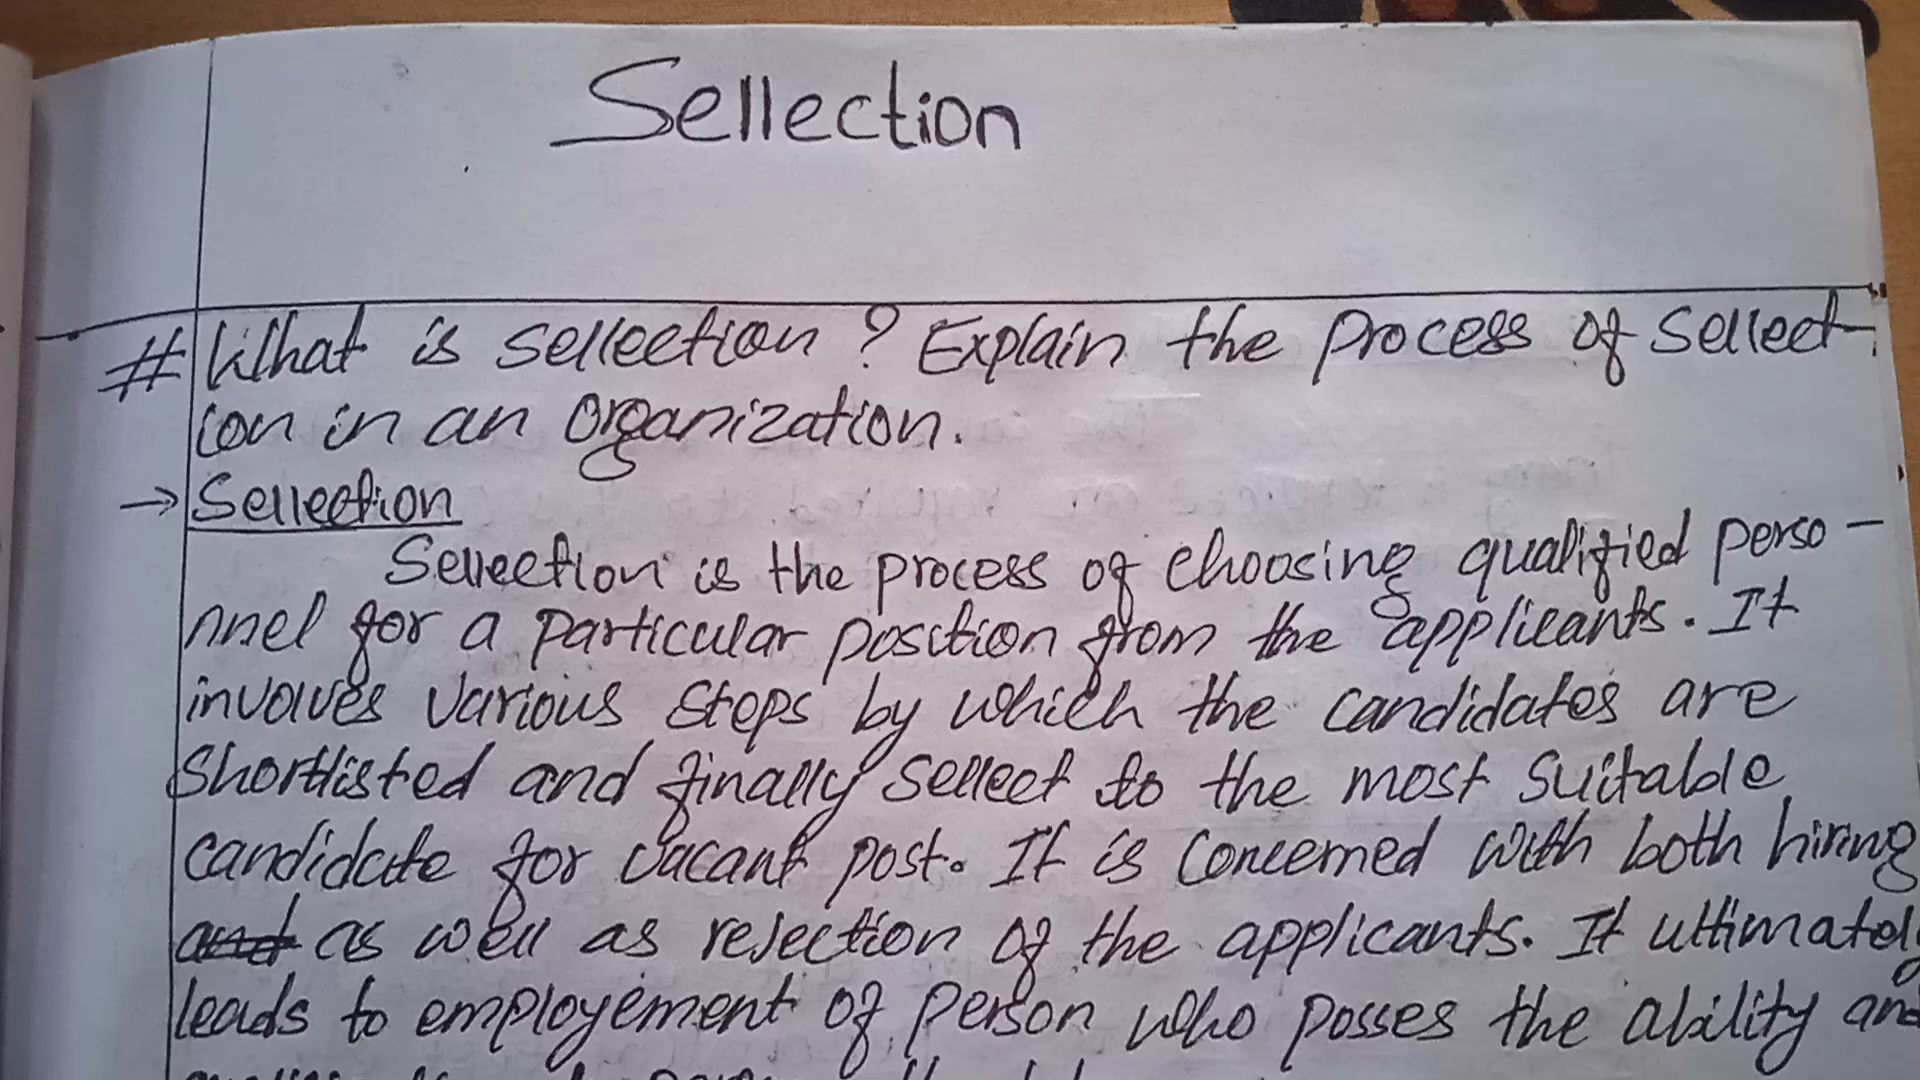 Sellection
# What is sellection ? Explain the process of sellect-
ion in an organization.
→ Sellection
Sellection is the process of choosing qualified perso-
nnel for a particular position from the applicants. It
involves various steps by which the candidates are
shortlisted and finally sellect to the most suitable
candidate for vacant post. It is concerned with both hiring
and as well as rejection of the applicants. It ultimately
leads to employement of person who posses the ability and